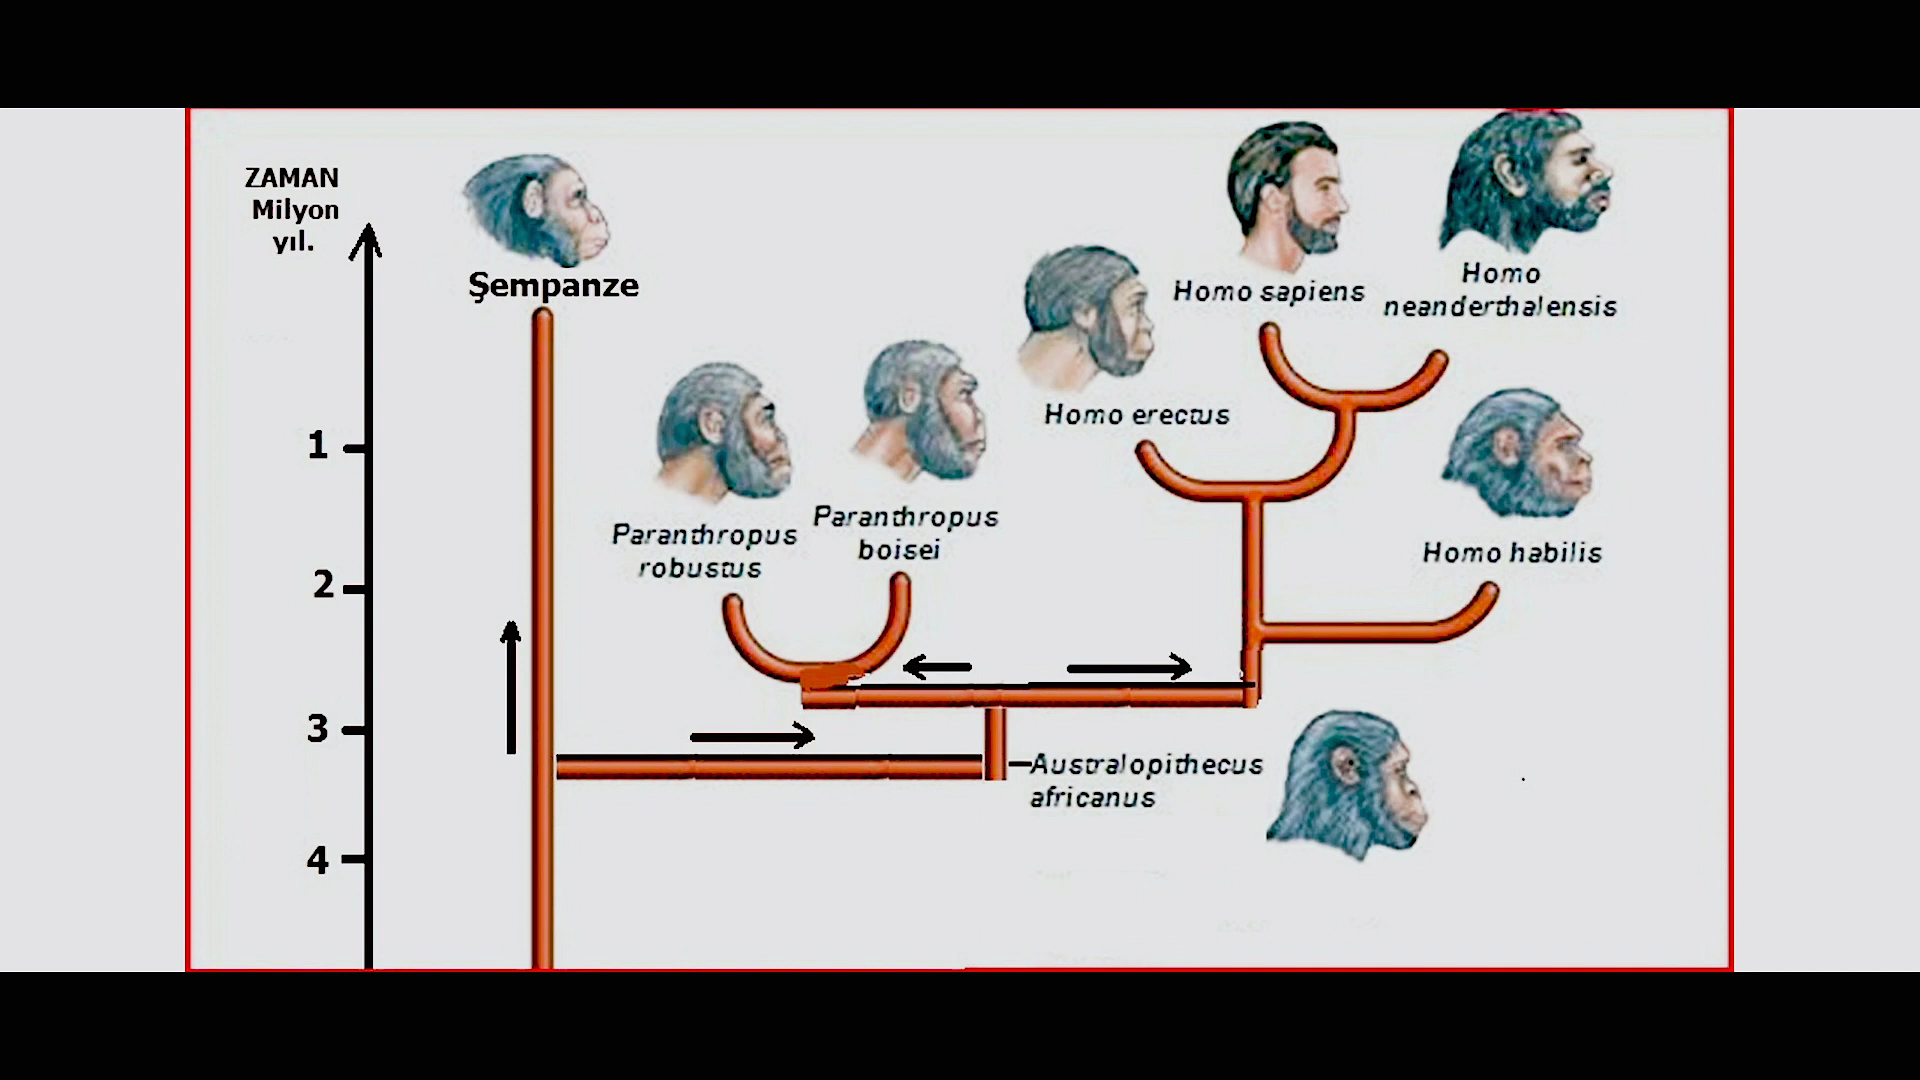 ZAMAN
Milyon
yıl.
Şempanze
Homo sapiens
Homo
neanderthalensis
Homo erectus
1
Paranthropus
robustus
Paranthropus
boisei
Homo habilis
2
3
Australopithecus
africanus
4